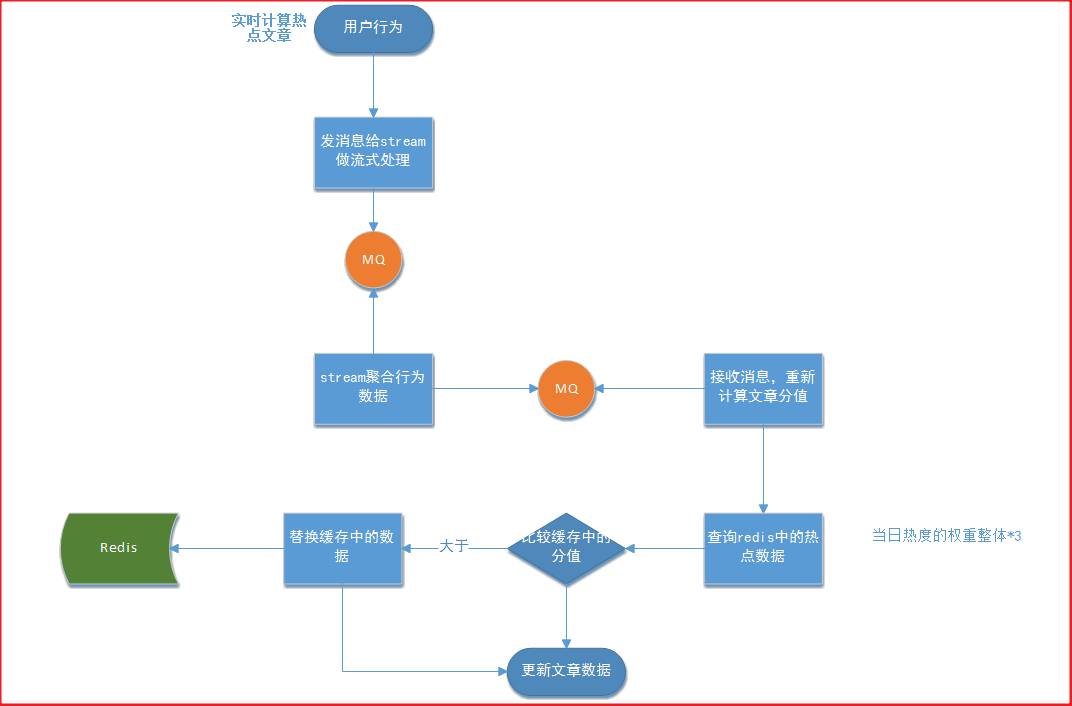 实时计算热
点文章
用户行为
发消息给stream
做流式处理
MQ
stream聚合行为
数据
MQ
接收消息，重新
计算文章分值
Redis
替换缓存中的数
据
大于
比较缓存中的
分值
查询redis中的热
点数据
当日热度的权重整体*3
更新文章数据